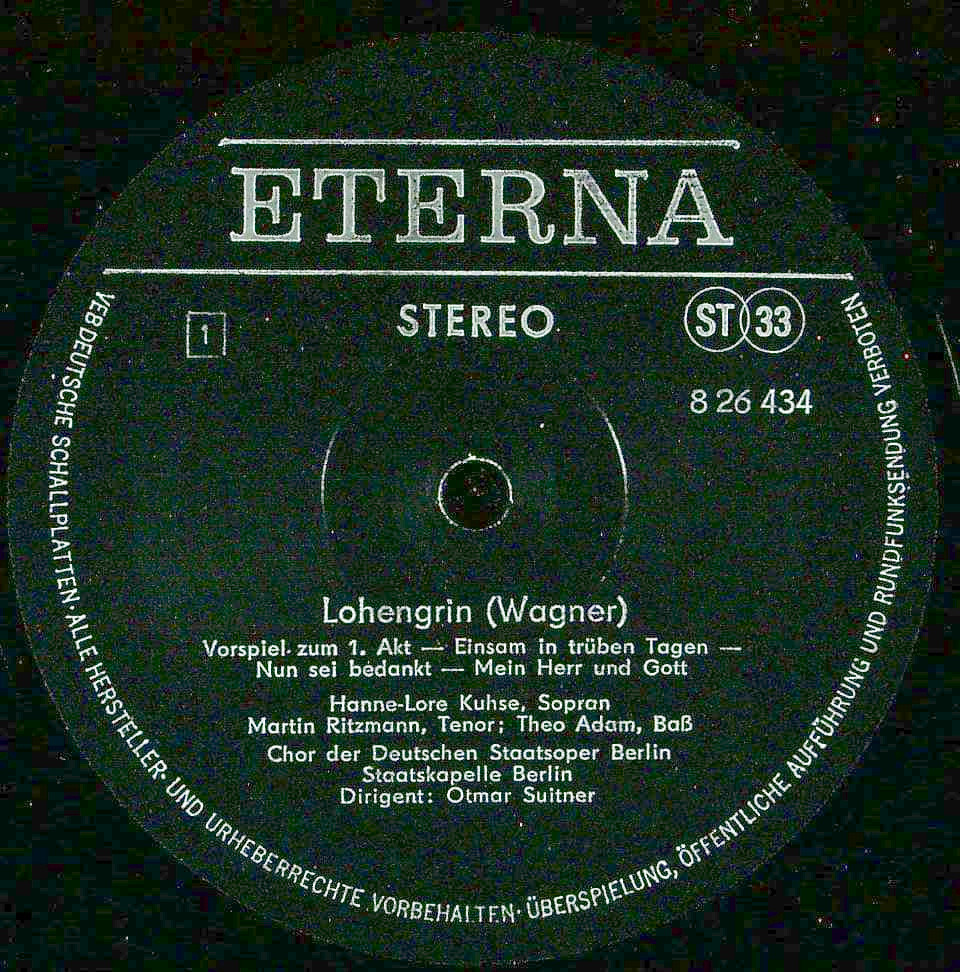 ETERNA
1
STEREO
ST 33
8 26 434
Lohengrin (Wagner)
Vorspiel zum 1. Akt — Einsam in trüben Tagen —
Nun sei bedankt — Mein Herr und Gott
Hanne-Lore Kuhse, Sopran
Martin Ritzmann, Tenor; Theo Adam, Baß
Chor der Deutschen Staatsoper Berlin
Staatskapelle Berlin
Dirigent: Otmar Suitner
VEB DEUTSCHE SCHALLPLATTEN · ALLE HERSTELLER- UND URHEBERRECHTE VORBEHALTEN · ÜBERSPIELUNG, ÖFFENTLICHE AUFFÜHRUNG UND RUNDFUNKSENDUNG VERBOTEN